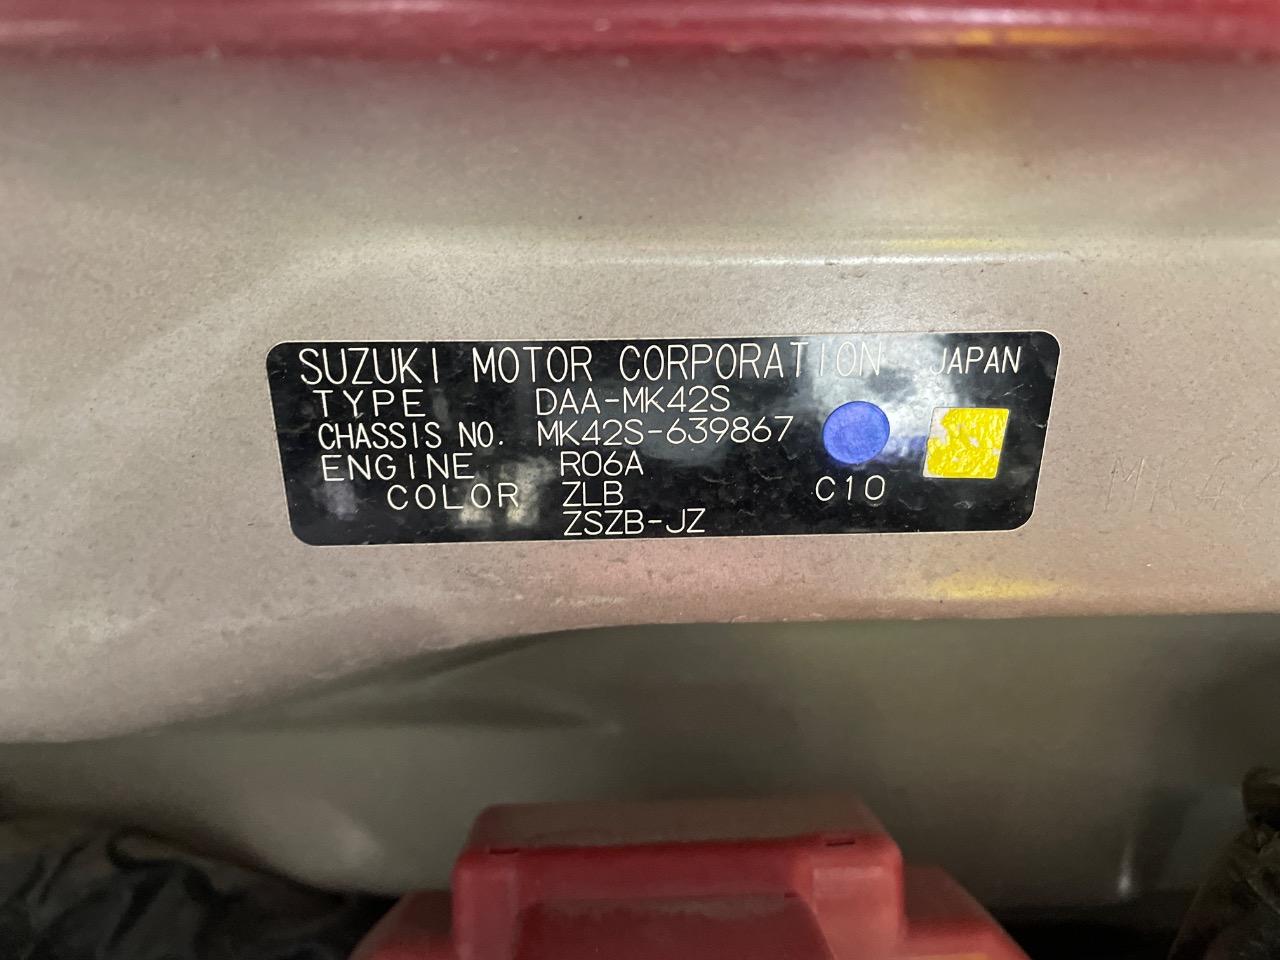 SUZUKI MOTOR CORPORATION JAPAN
TYPE DAA-MK42S
CHASSIS NO. MK42S-639867
ENGINE R06A
COLOR ZLB C10
ZSZB-JZ